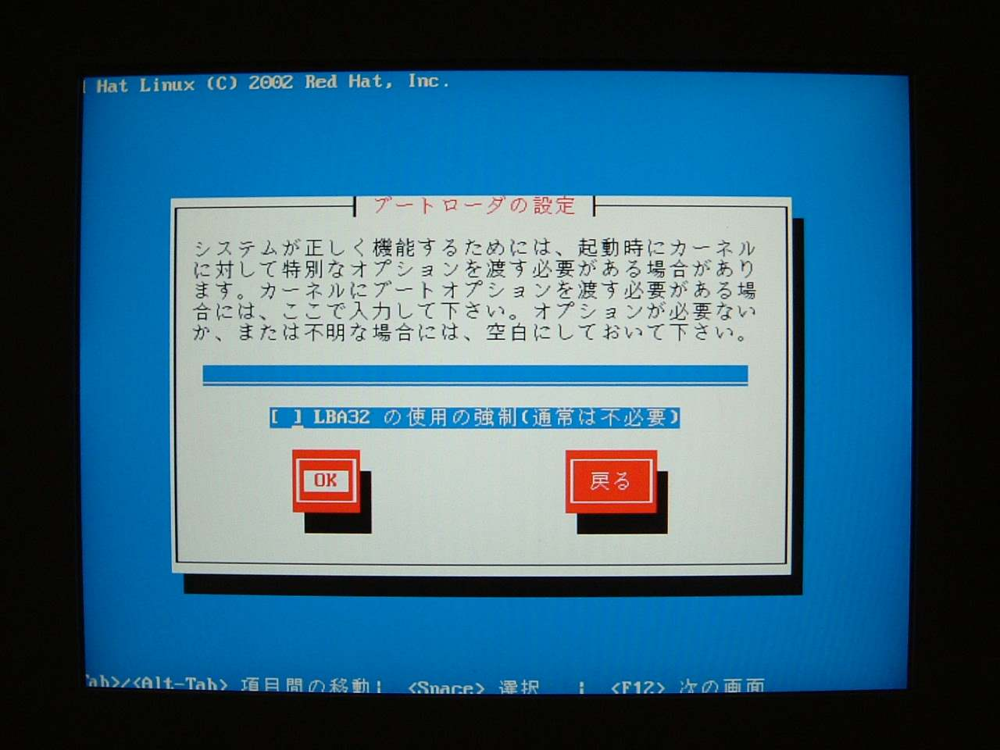 Hat Linux (C) 2002 Red Hat, Inc.
ブートローダの設定
システムが正しく機能するためには、起動時にカーネル
に対して特別なオプションを渡す必要がある場合があり
ます。カーネルにブートオプションを渡す必要がある場
合には、ここで入力して下さい。オプションが必要ない
か、または不明な場合には、空白にしておいて下さい。
[ ] LBA32 の使用の強制(通常は不必要)
OK 戻る
Tab>/<Alt-Tab> 項目間の移動| <Space> 選択 | <F12> 次の画面